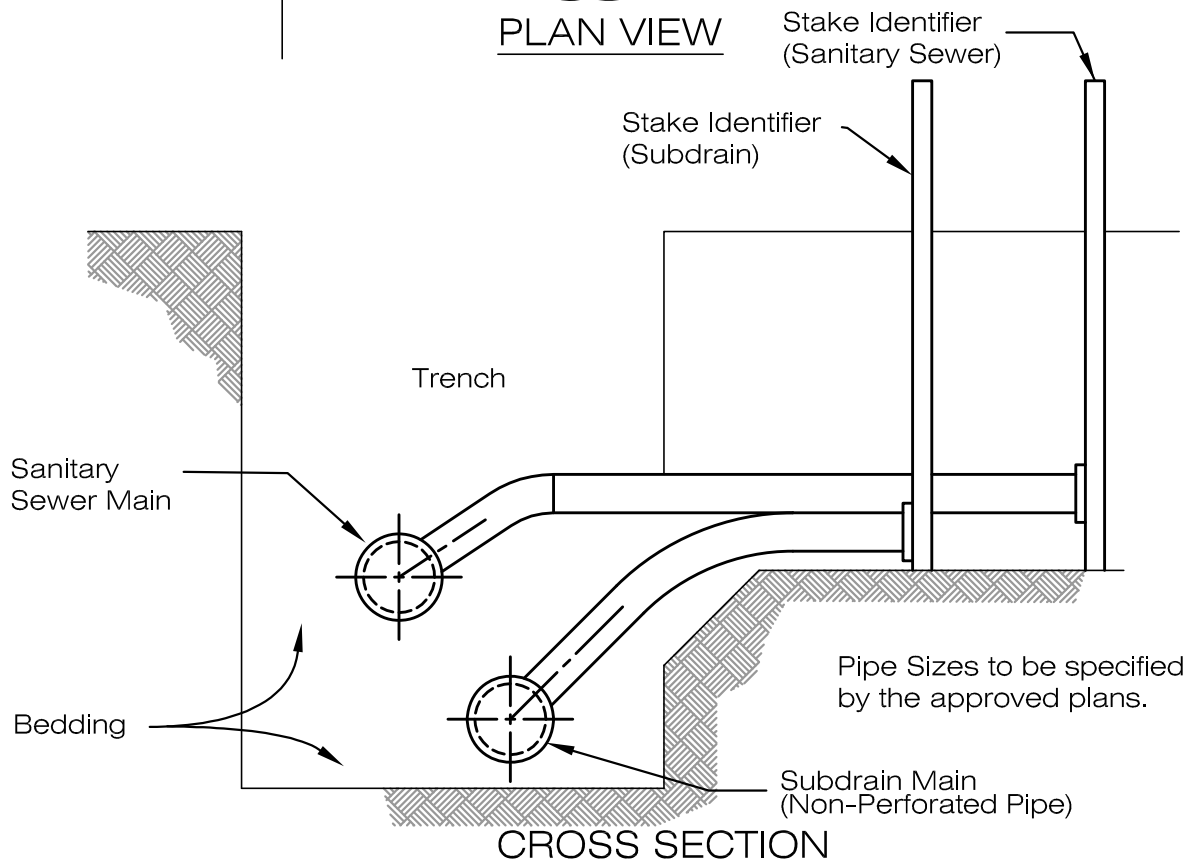 PLAN VIEW
Stake Identifier
(Sanitary Sewer)
Stake Identifier
(Subdrain)
Trench
Sanitary
Sewer Main
Pipe Sizes to be specified
by the approved plans.
Bedding
Subdrain Main
(Non-Perforated Pipe)
CROSS SECTION